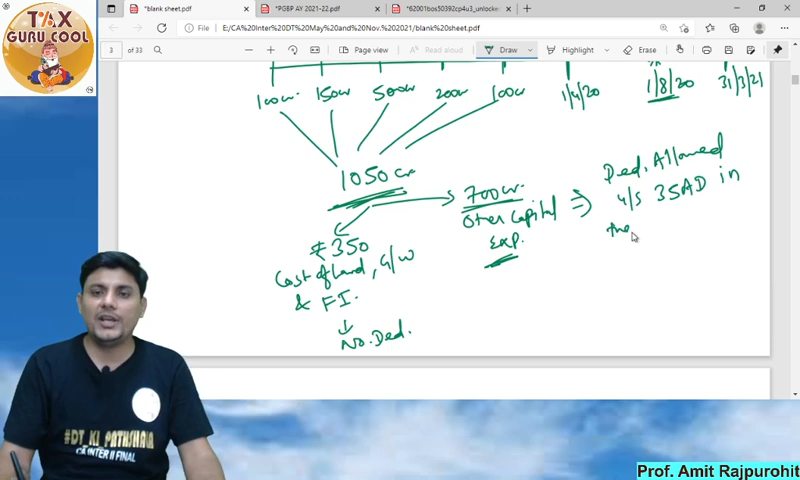 TAX
GURU COOL
*blank sheet.pdf
*PGBP AY 2021-22.pdf
*62001bos50392cp4u3_unlocked
File
E:/CA%20Inter%20DT%20May%20and%20Nov.%202021/blank%20sheet.pdf
3 of 33
Page view
Read aloud
Draw
Highlight
Erase
100cr. 150cr 500cr 200cr 100cr 1/4/20 1/8/20 31/3/21
1050cr
700cr.
Other Capital
Exp.
⇒ Ded. Allowed
u/s 35AD in
the
₹350
Cost of Land, G/W
& F.I.
↓
No. Ded.
#DT_KI_PATHSHALA
CA INTER II FINAL
Prof. Amit Rajpurohit